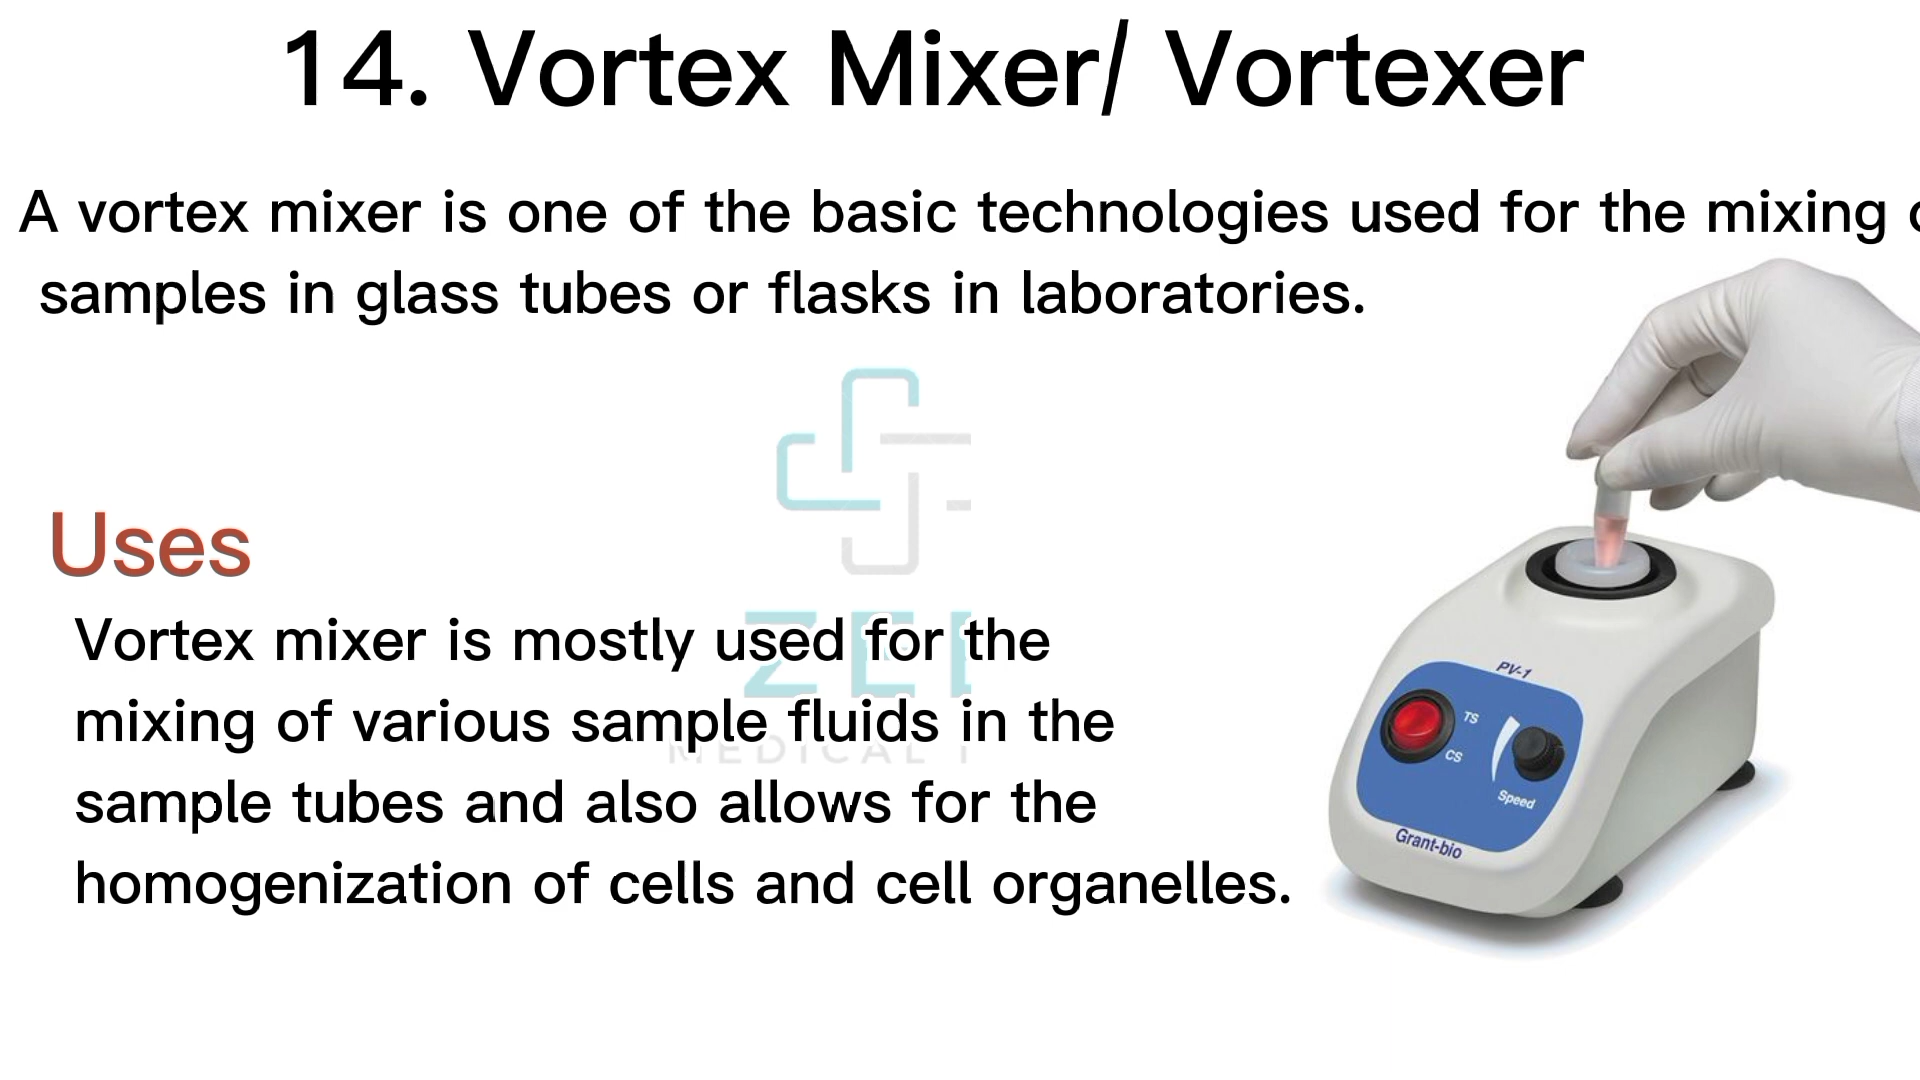 14. Vortex Mixer/ Vortexer
A vortex mixer is one of the basic technologies used for the mixing
samples in glass tubes or flasks in laboratories.
Uses
Vortex mixer is mostly used for the
mixing of various sample fluids in the
sample tubes and also allows for the
homogenization of cells and cell organelles.
MEDICAL
PV-1
TS
CS
Speed
Grant-bio